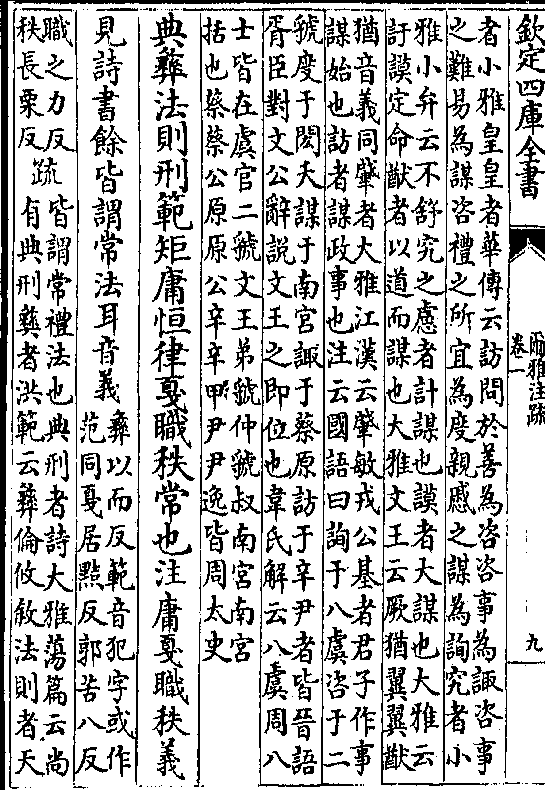 欽定四庫全書
爾雅注疏
卷一
九
者小雅皇皇者華傳云訪問於善為咨咨事為諏咨事
之難易為謀咨禮之所宜為度親戚之謀為詢究者小
雅小弁云不舒究之慮者計謀也謨者大謀也大雅云
訏謨定命猷者以道而謀也大雅文王云厥猶翼翼猷
猶音義同肇者大雅江漢云肇敏戎公基者君子作事
謀始也訪者謀政事也注云國語曰詢于八虞咨于二
虢度于閎夭謀于南宮諏于蔡原訪于辛尹者皆晉語
胥臣對文公辭說文王之即位也韋氏解云八虞周八
士皆在虞官二虢文王弟虢仲虢叔南宮南宮
括也蔡蔡公原原公辛辛甲尹尹逸皆周太史
典彝法則刑範矩庸恒律戛職秩常也注庸戛職秩義
見詩書餘皆謂常法耳音義
彝以而反範音犯字或作
范同戛居黠反郭苦八反
職之力反
秩長栗反
疏
皆謂常禮法也典刑者詩大雅蕩篇云尚
有典刑彝者洪範云彝倫攸敘法則者天